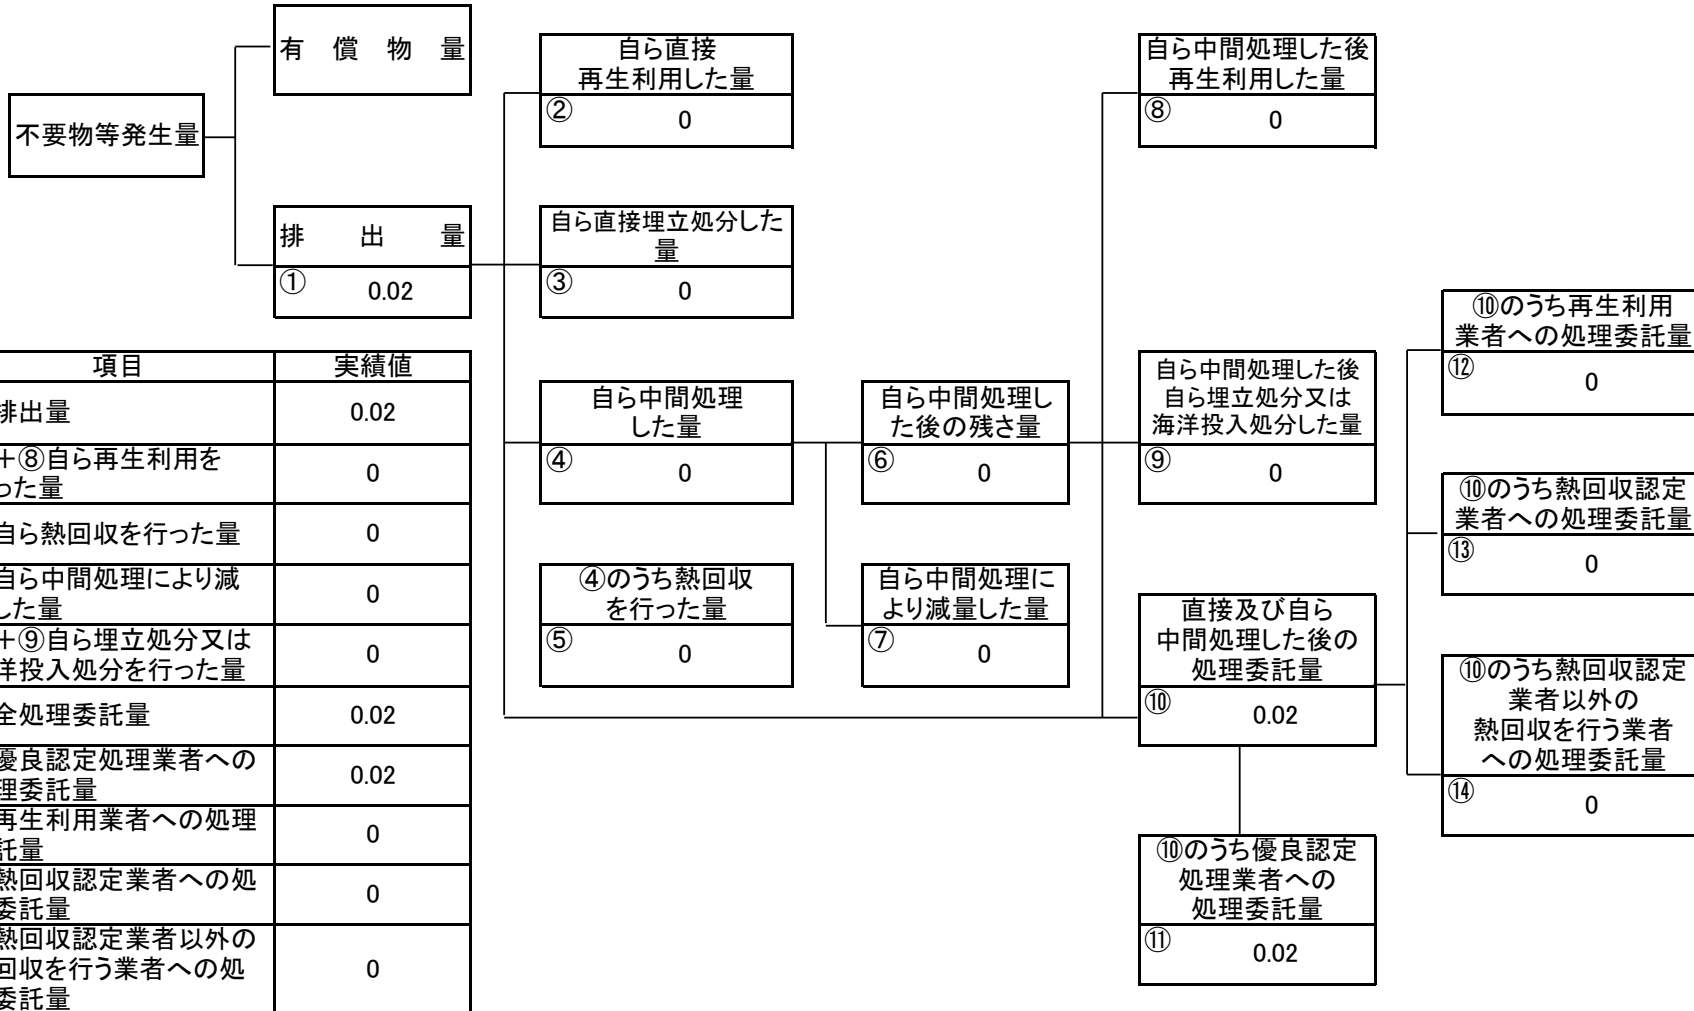 不要物等発生量
有 償 物 量
排 出 量
① 0.02
自ら直接
再生利用した量
② 0
自ら直接埋立処分した
量
③ 0
自ら中間処理
した量
④ 0
④のうち熱回収
を行った量
⑤ 0
自ら中間処理し
た後の残さ量
⑥ 0
自ら中間処理に
より減量した量
⑦ 0
自ら中間処理した後
再生利用した量
⑧ 0
自ら中間処理した後
自ら埋立処分又は
海洋投入処分した量
⑨ 0
直接及び自ら
中間処理した後の
処理委託量
⑩ 0.02
⑩のうち優良認定
処理業者への
処理委託量
⑪ 0.02
⑩のうち再生利用
業者への処理委託量
⑫ 0
⑩のうち熱回収認定
業者への処理委託量
⑬ 0
⑩のうち熱回収認定
業者以外の
熱回収を行う業者
への処理委託量
⑭ 0
項目 実績値
排出量 0.02
+⑧自ら再生利用を
った量 0
自ら熱回収を行った量 0
自ら中間処理により減
した量 0
+⑨自ら埋立処分又は
洋投入処分を行った量 0
全処理委託量 0.02
優良認定処理業者への
理委託量 0.02
再生利用業者への処理
託量 0
熱回収認定業者への処
委託量 0
熱回収認定業者以外の
回収を行う業者への処
委託量 0